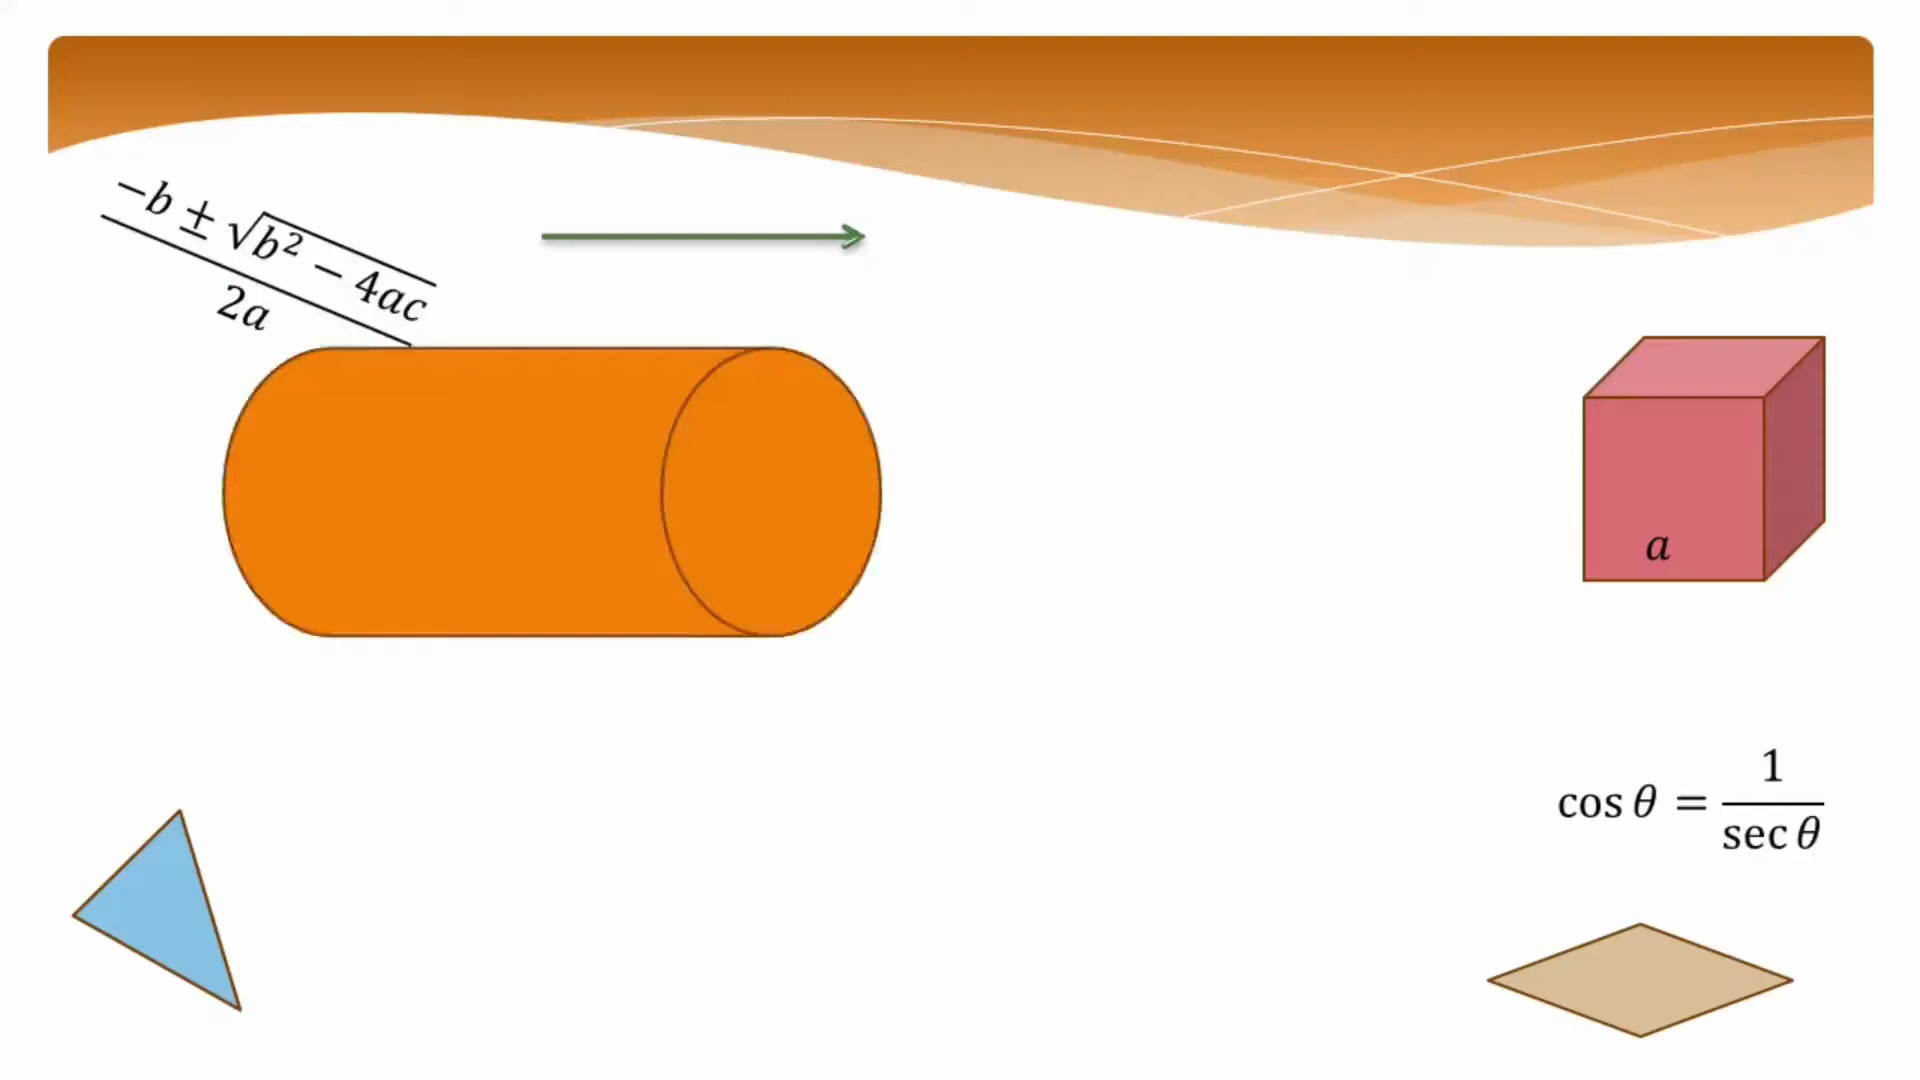 −b ± √b² − 4ac
2a
a
1
cos θ =
sec θ